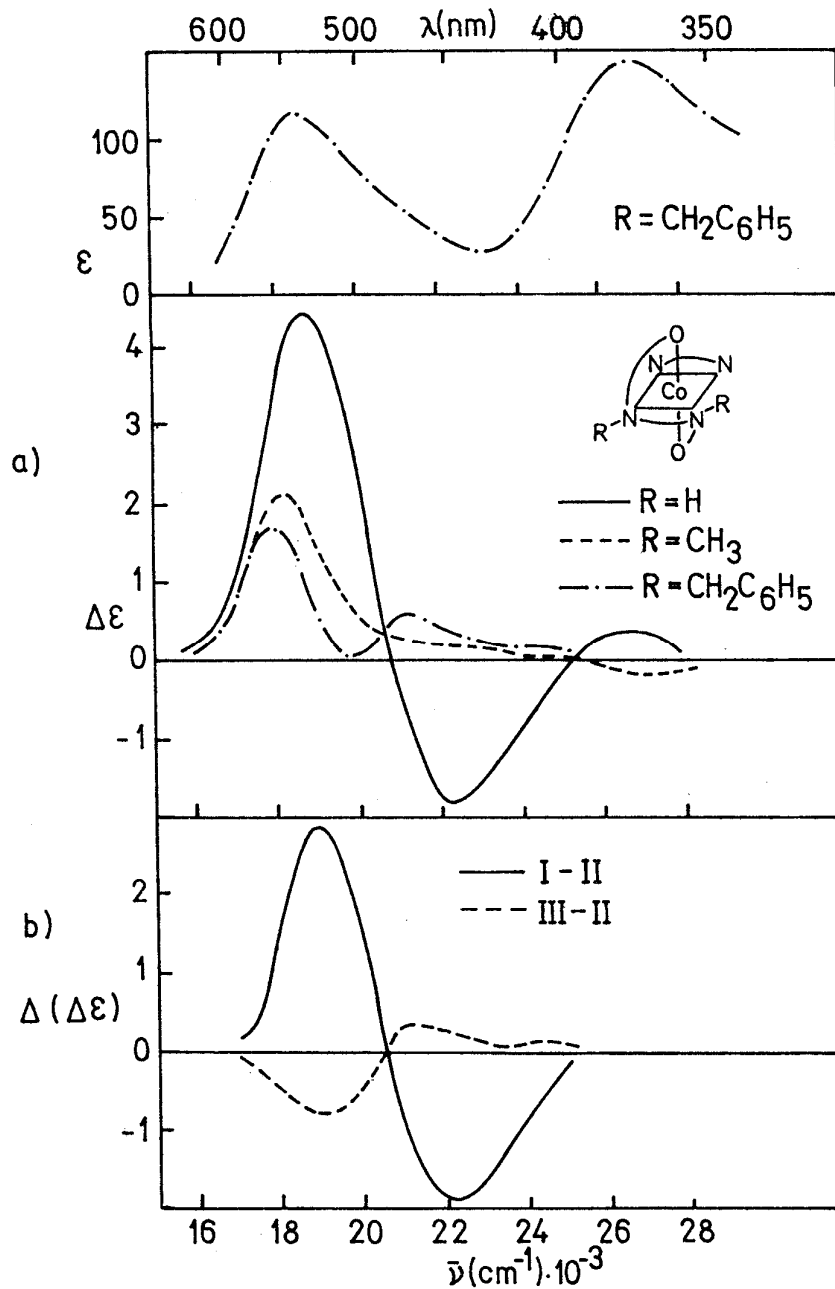 600 500 λ(nm) 400 350
100
50
ε
0
R = CH2C6H5
4
3
a)
2
1
Δε
0
-1
O
N N
Co
R N N R
O
R = H
R = CH3
R = CH2C6H5
I - II
III - II
2
b)
1
Δ(Δε)
0
-1
16 18 20 22 24 26 28
ν̄(cm-1)·10-3